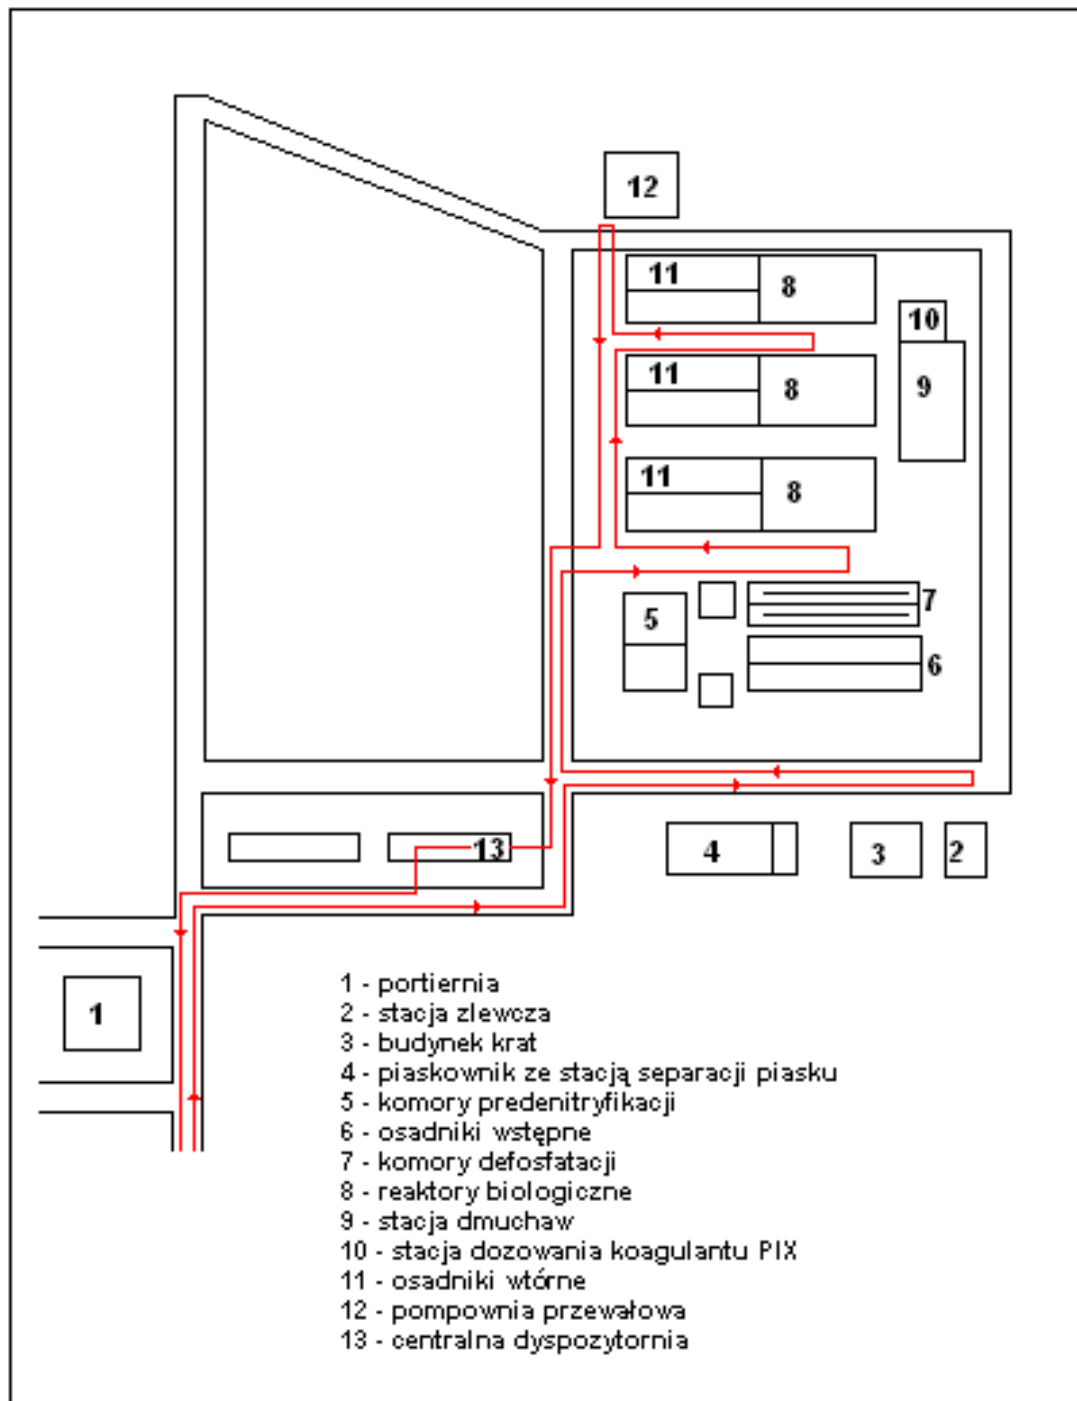 12
11 8
10
11 8 9
11 8
5 7
6
13 4 3 2
1
1 - portiernia
2 - stacja zlewcza
3 - budynek krat
4 - piaskownik ze stacją separacji piasku
5 - komory predenitryfikacji
6 - osadniki wstępne
7 - komory defosfatacji
8 - reaktory biologiczne
9 - stacja dmuchaw
10 - stacja dozowania koagulantu PIX
11 - osadniki wtórne
12 - pompownia przewałowa
13 - centralna dyspozytornia